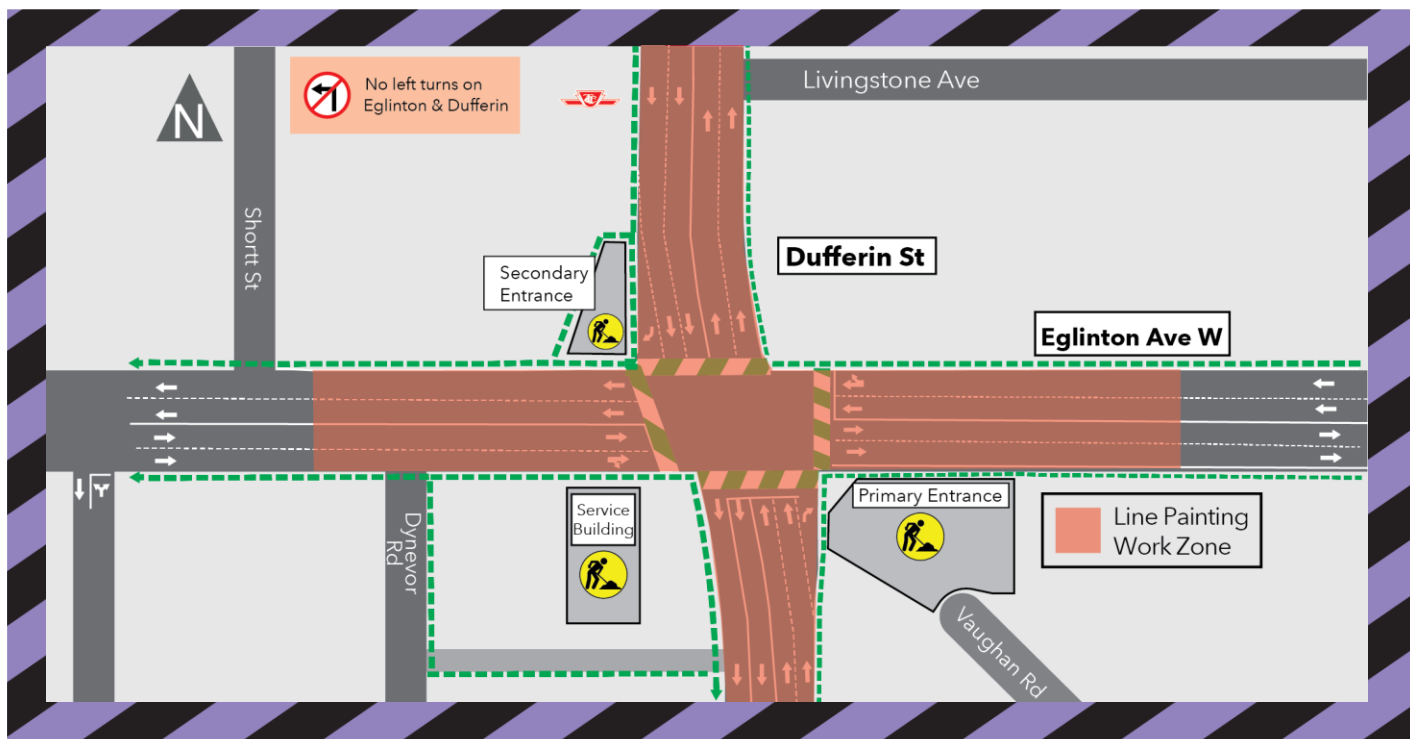 No left turns on
Eglinton & Dufferin
Livingstone Ave
N
Shortt St
Secondary
Entrance
Dufferin St
Eglinton Ave W
Service
Building
Primary Entrance
Dynevor
Rd
Line Painting
Work Zone
Vaughan Rd